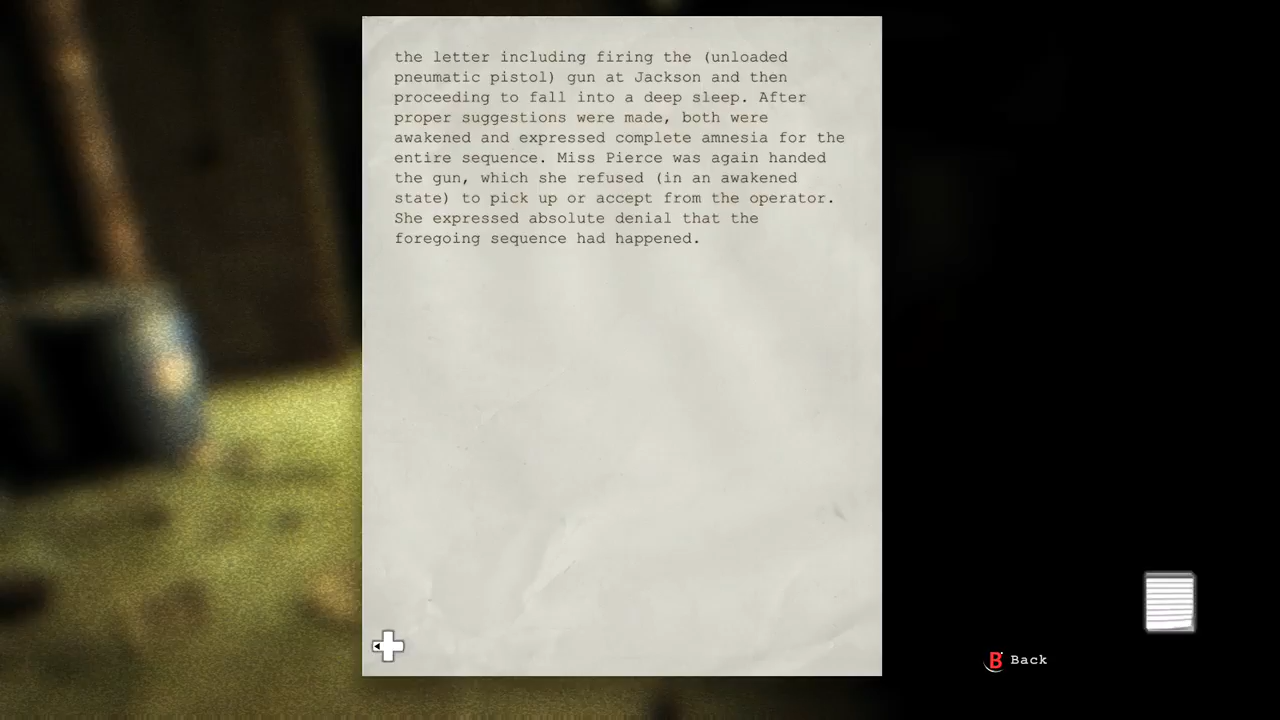 the letter including firing the (unloaded
pneumatic pistol) gun at Jackson and then
proceeding to fall into a deep sleep. After
proper suggestions were made, both were
awakened and expressed complete amnesia for the
entire sequence. Miss Pierce was again handed
the gun, which she refused (in an awakened
state) to pick up or accept from the operator.
She expressed absolute denial that the
foregoing sequence had happened.
B Back